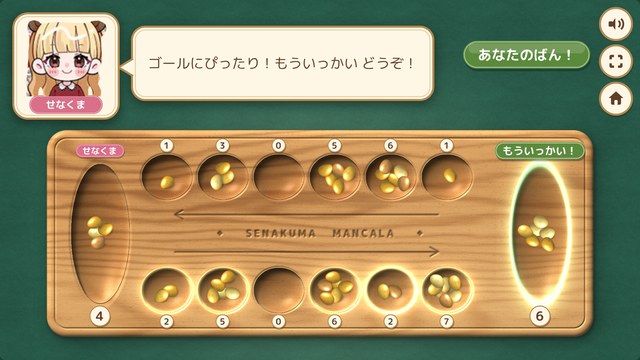 せなくま
ゴールにぴったり！もういっかい どうぞ！
あなたのばん！
せなくま
1 3 0 5 6 1
もういっかい！
SENAKUMA MANCALA
4
2 5 0 6 2 7
6